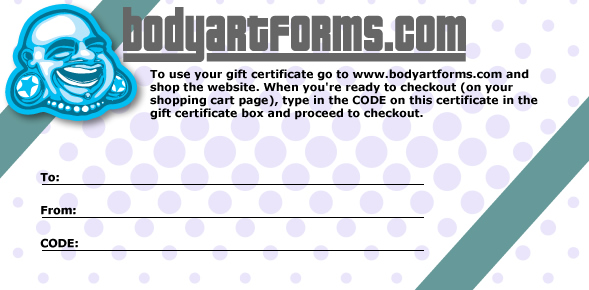 bodyartforms.com
To use your gift certificate go to www.bodyartforms.com and
shop the website. When you're ready to checkout (on your
shopping cart page), type in the CODE on this certificate in the
gift certificate box and proceed to checkout.
To:
From:
CODE: